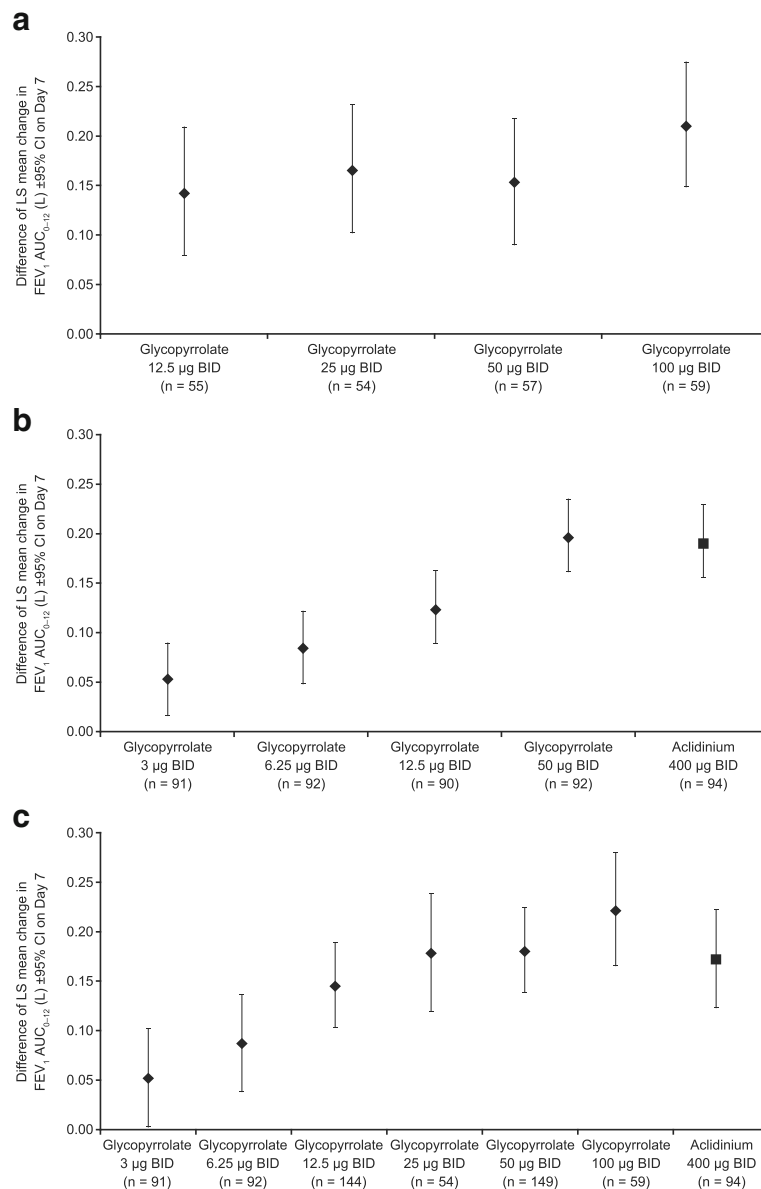 a
Difference of LS mean change in
FEV₁ AUC₀₋₁₂ (L) ±95% CI on Day 7
0.30
0.25
0.20
0.15
0.10
0.05
0.00
Glycopyrrolate
12.5 µg BID
(n = 55)
Glycopyrrolate
25 µg BID
(n = 54)
Glycopyrrolate
50 µg BID
(n = 57)
Glycopyrrolate
100 µg BID
(n = 59)
b
Difference of LS mean change in
FEV₁ AUC₀₋₁₂ (L) ±95% CI on Day 7
0.30
0.25
0.20
0.15
0.10
0.05
0.00
Glycopyrrolate
3 µg BID
(n = 91)
Glycopyrrolate
6.25 µg BID
(n = 92)
Glycopyrrolate
12.5 µg BID
(n = 90)
Glycopyrrolate
50 µg BID
(n = 92)
Aclidinium
400 µg BID
(n = 94)
c
Difference of LS mean change in
FEV₁ AUC₀₋₁₂ (L) ±95% CI on Day 7
0.30
0.25
0.20
0.15
0.10
0.05
0.00
Glycopyrrolate
3 µg BID
(n = 91)
Glycopyrrolate
6.25 µg BID
(n = 92)
Glycopyrrolate
12.5 µg BID
(n = 144)
Glycopyrrolate
25 µg BID
(n = 54)
Glycopyrrolate
50 µg BID
(n = 149)
Glycopyrrolate
100 µg BID
(n = 59)
Aclidinium
400 µg BID
(n = 94)